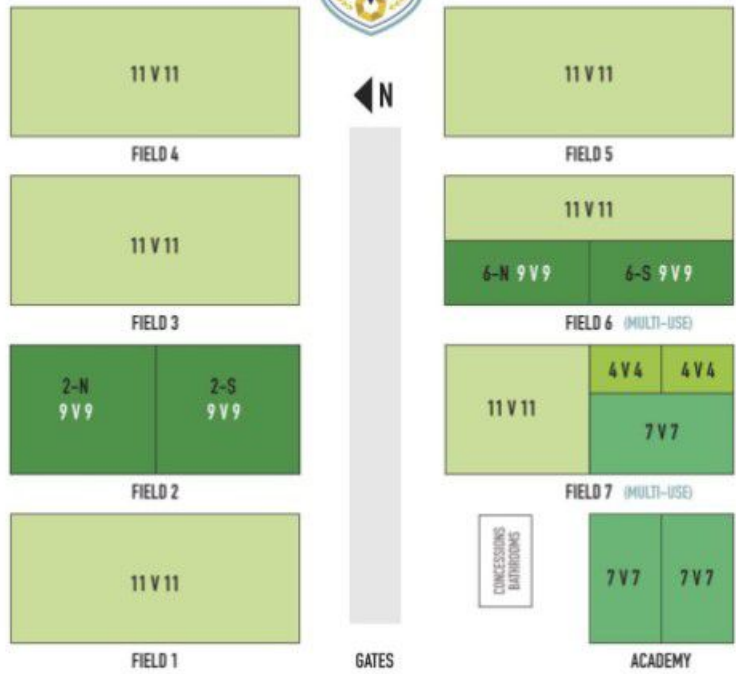 11 V 11
FIELD 4
11 V 11
FIELD 3
2-N
9 V 9
2-S
9 V 9
FIELD 2
11 V 11
FIELD 1
N
GATES
11 V 11
FIELD 5
11 V 11
6-N 9 V 9
6-S 9 V 9
FIELD 6 (MULTI-USE)
11 V 11
4 V 4
4 V 4
7 V 7
FIELD 7 (MULTI-USE)
CONCESSIONS
BATHROOMS
7 V 7
7 V 7
ACADEMY